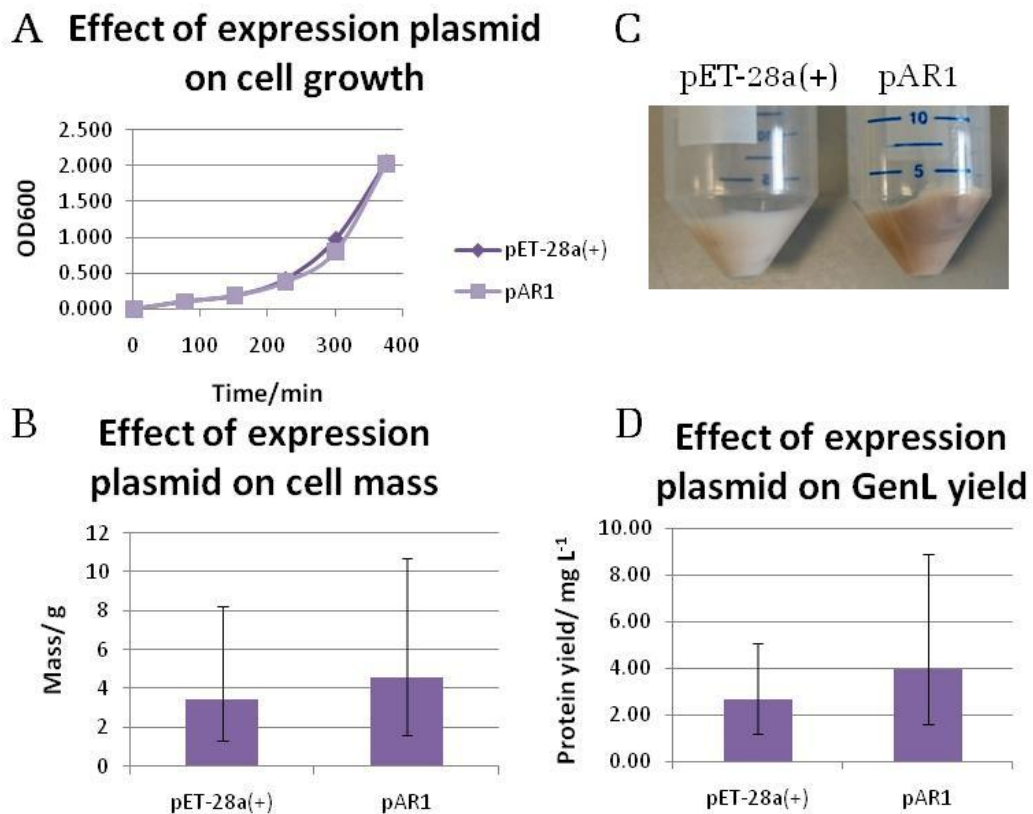 A
Effect of expression plasmid
on cell growth
2.500
2.000
1.500
1.000
0.500
0.000
OD600
0 100 200 300 400
Time/min
pET-28a(+)
pAR1
C
pET-28a(+) pAR1
10
5
B
Effect of expression
plasmid on cell mass
12
10
8
6
4
2
0
Mass/ g
pET-28a(+) pAR1
D
Effect of expression
plasmid on GenL yield
10.00
8.00
6.00
4.00
2.00
0.00
Protein yield/ mg L⁻¹
pET-28a(+) pAR1